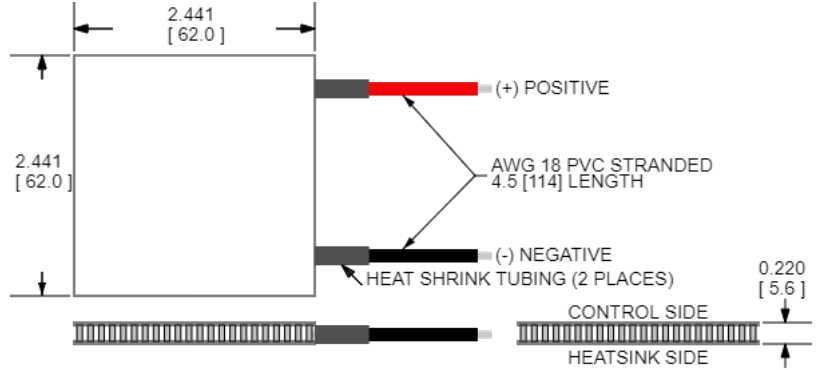 2.441
[ 62.0 ]
(+) POSITIVE
2.441
[ 62.0 ]
AWG 18 PVC STRANDED
4.5 [114] LENGTH
(-) NEGATIVE
HEAT SHRINK TUBING (2 PLACES)
0.220
[ 5.6 ]
CONTROL SIDE
HEATSINK SIDE